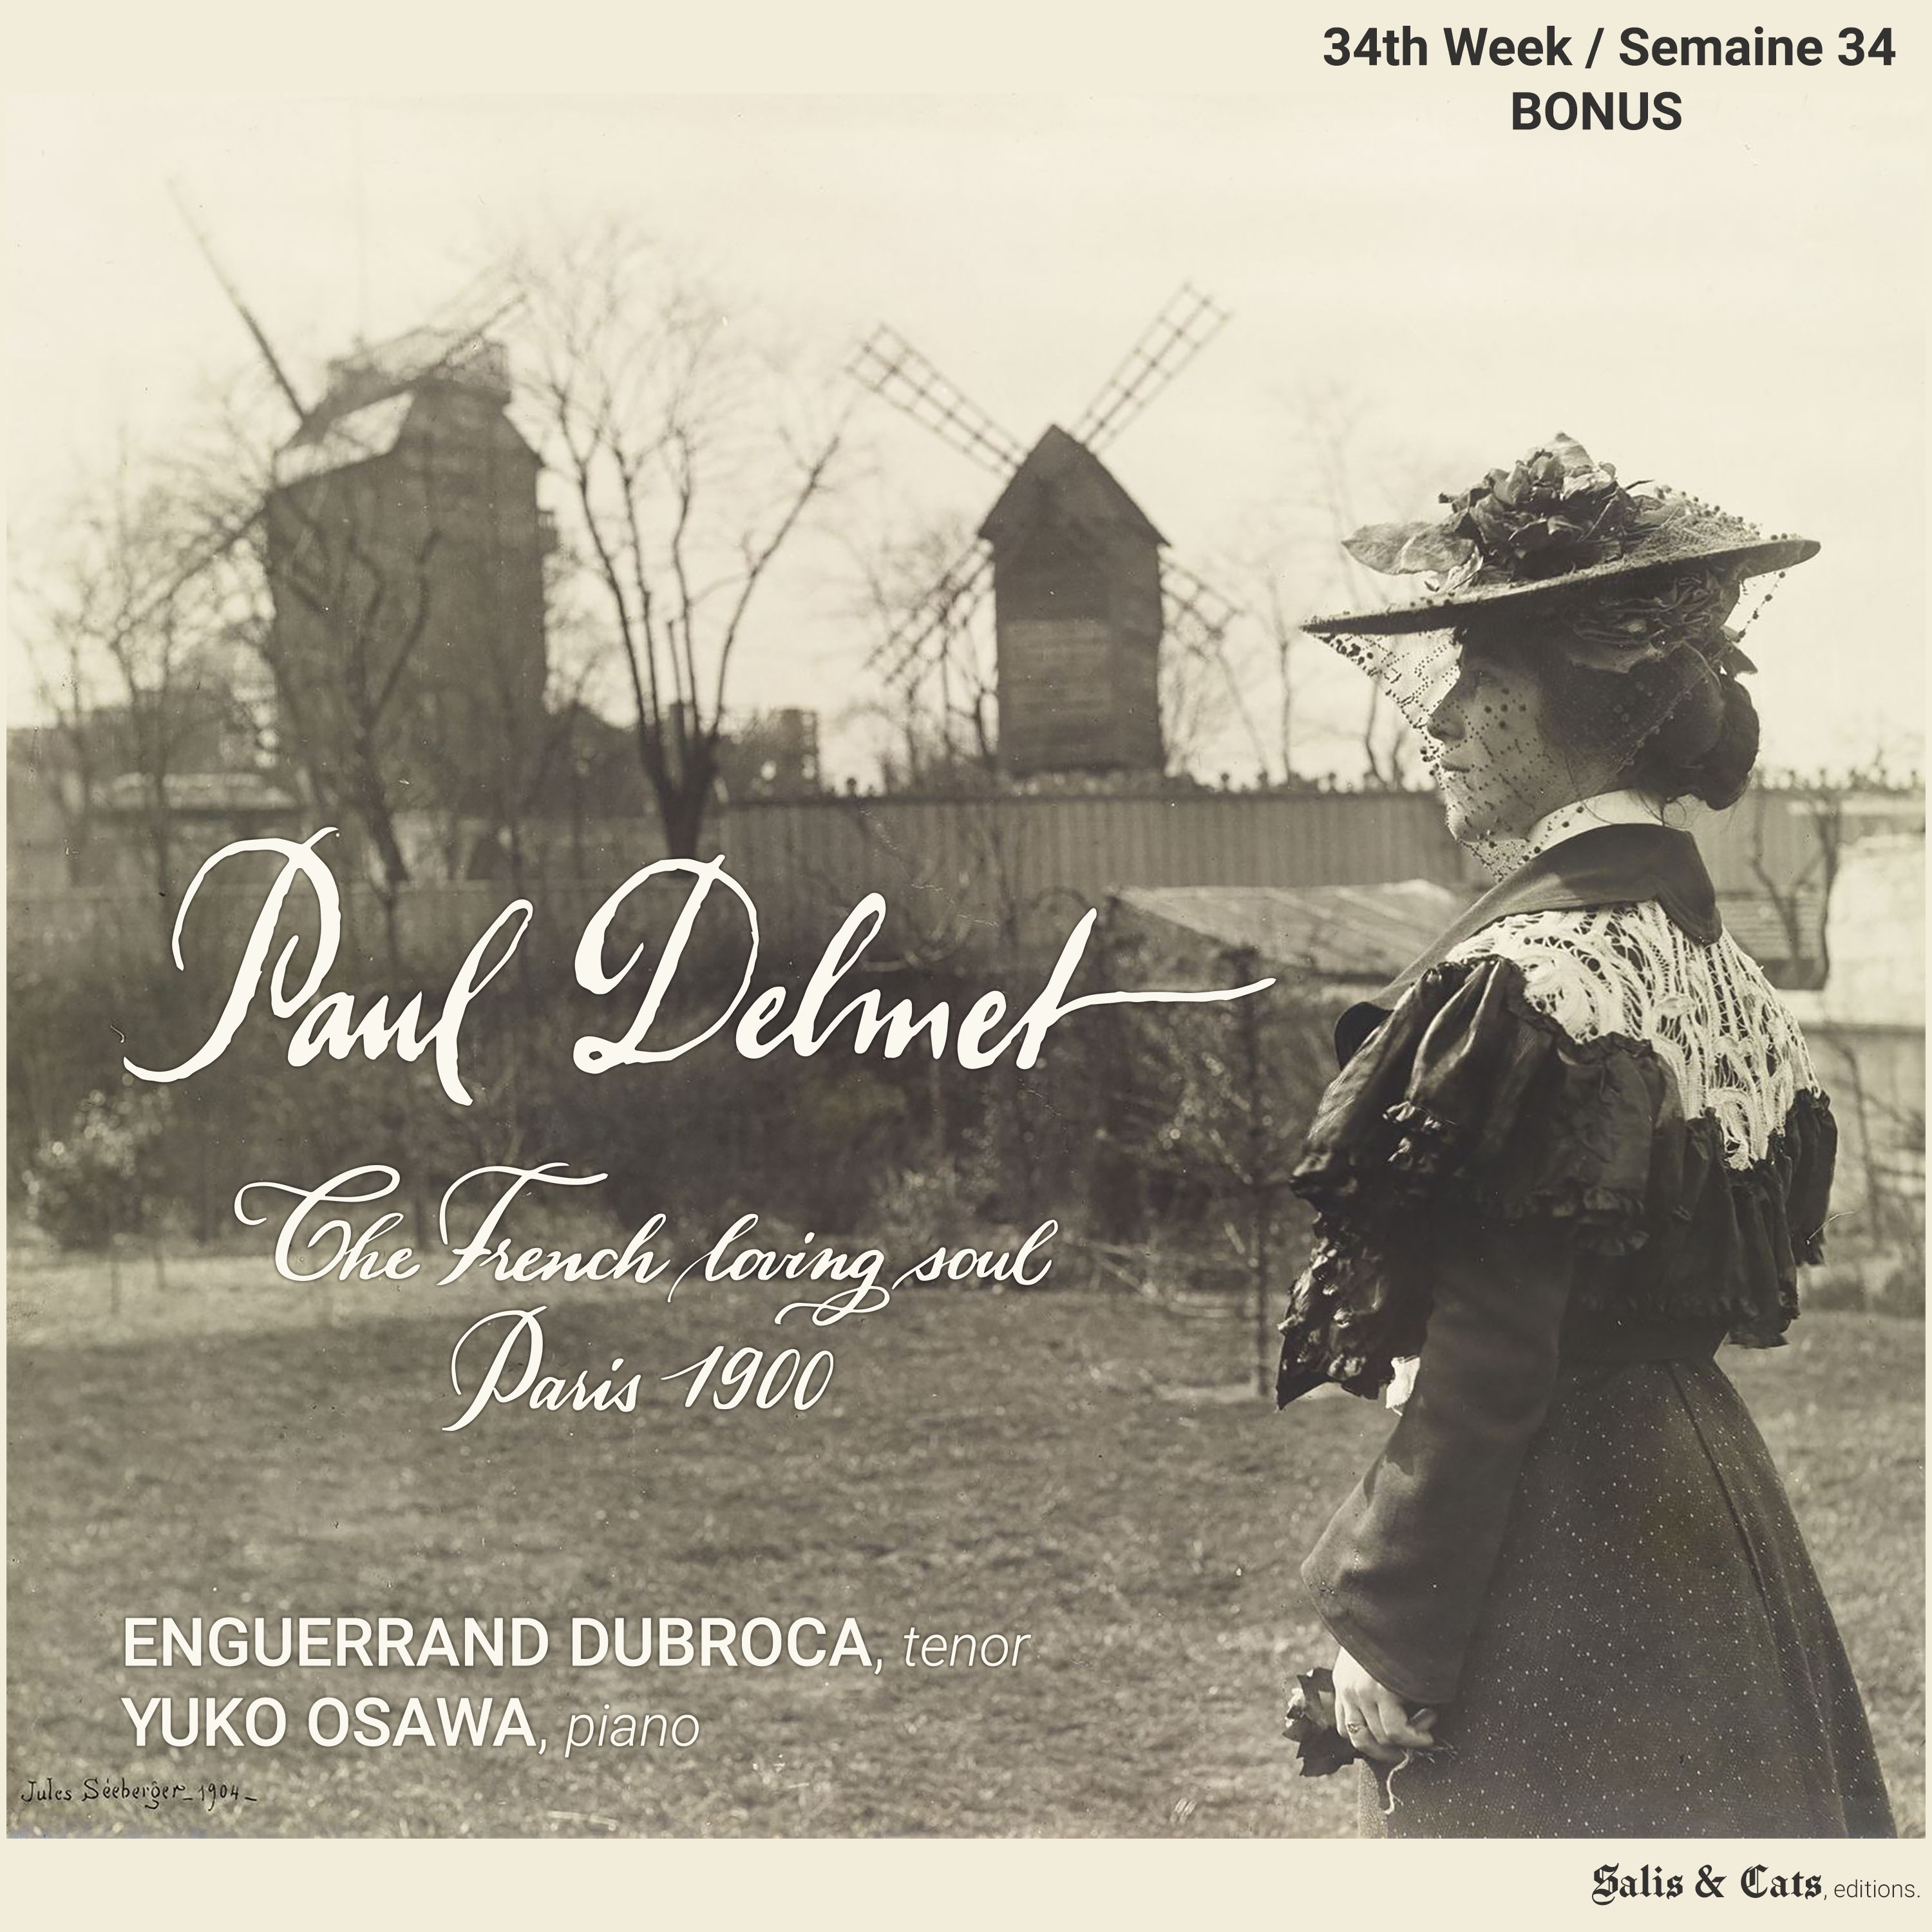 34th Week / Semaine 34
BONUS
Paul Delmet
The French loving soul
Paris 1900
ENGUERRAND DUBROCA, tenor
YUKO OSAWA, piano
Jules Séeberger_1904_
Salis & Cats, editions.